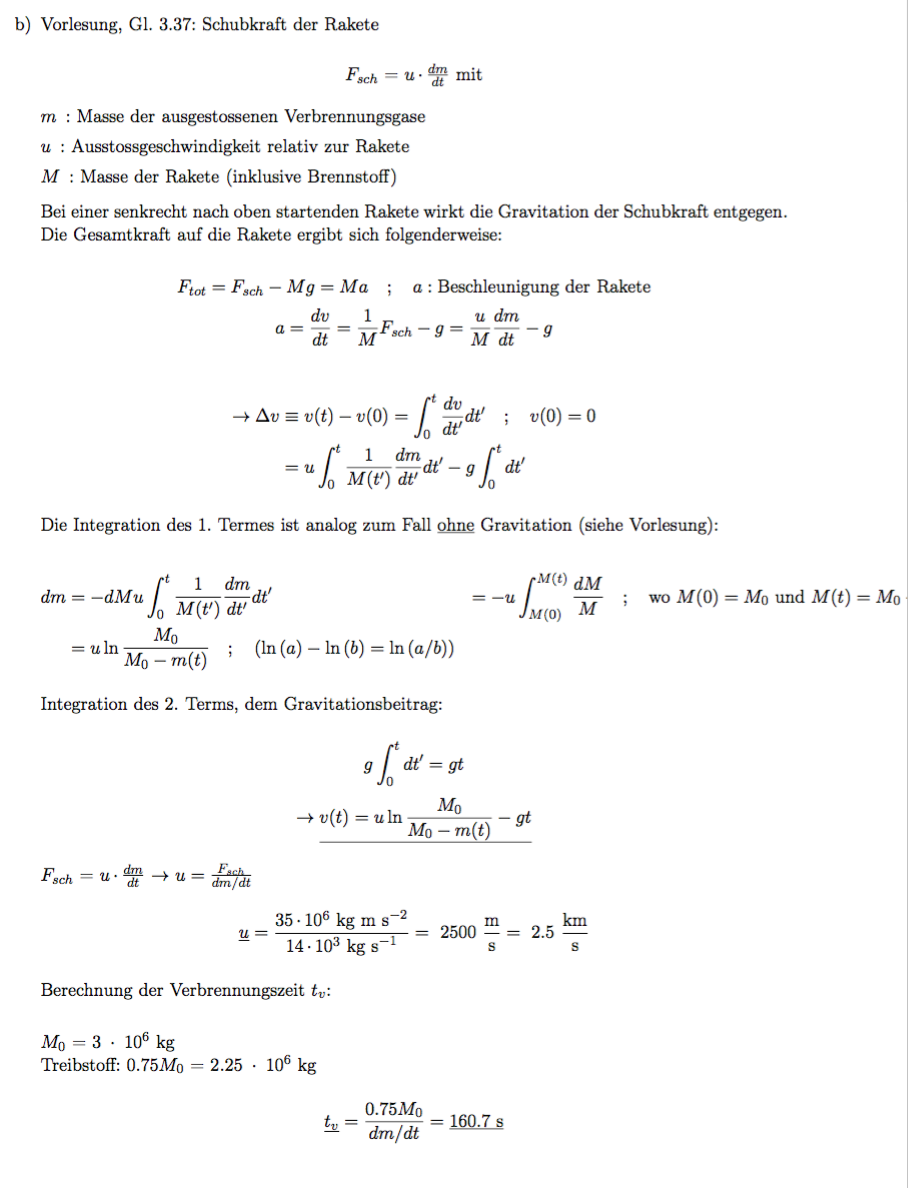 b) Vorlesung, Gl. 3.37: Schubkraft der Rakete
F_sch = u · dm/dt mit
m : Masse der ausgestossenen Verbrennungsgase
u : Ausstossgeschwindigkeit relativ zur Rakete
M : Masse der Rakete (inklusive Brennstoff)
Bei einer senkrecht nach oben startenden Rakete wirkt die Gravitation der Schubkraft entgegen.
Die Gesamtkraft auf die Rakete ergibt sich folgenderweise:
F_tot = F_sch − Mg = Ma ; a : Beschleunigung der Rakete
a = dv/dt = 1/M F_sch − g = u/M dm/dt − g
→ Δv ≡ v(t) − v(0) = ∫_0^t dv/dt′ dt′ ; v(0) = 0
= u ∫_0^t 1/M(t′) dm/dt′ dt′ − g ∫_0^t dt′
Die Integration des 1. Termes ist analog zum Fall ohne Gravitation (siehe Vorlesung):
dm = −dMu ∫_0^t 1/M(t′) dm/dt′ dt′ = −u ∫_M(0)^M(t) dM/M ; wo M(0) = M_0 und M(t) = M_0
= u ln M_0/(M_0 − m(t)) ; (ln (a) − ln (b) = ln (a/b))
Integration des 2. Terms, dem Gravitationsbeitrag:
g ∫_0^t dt′ = gt
→ v(t) = u ln M_0/(M_0 − m(t)) − gt
F_sch = u · dm/dt → u = F_sch/(dm/dt)
u = (35 · 10^6 kg m s^−2)/(14 · 10^3 kg s^−1) = 2500 m/s = 2.5 km/s
Berechnung der Verbrennungszeit t_v:
M_0 = 3 · 10^6 kg
Treibstoff: 0.75M_0 = 2.25 · 10^6 kg
t_v = 0.75M_0/(dm/dt) = 160.7 s